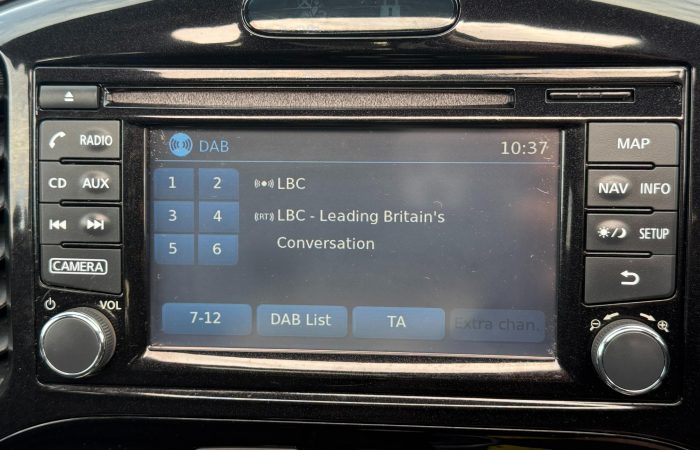 DAB 10:37
1 2 LBC
3 4 (RT) LBC - Leading Britain's
Conversation
5 6
7-12 DAB List TA Extra chan.
RADIO
CD AUX
CAMERA
VOL
MAP
NAV INFO
SETUP